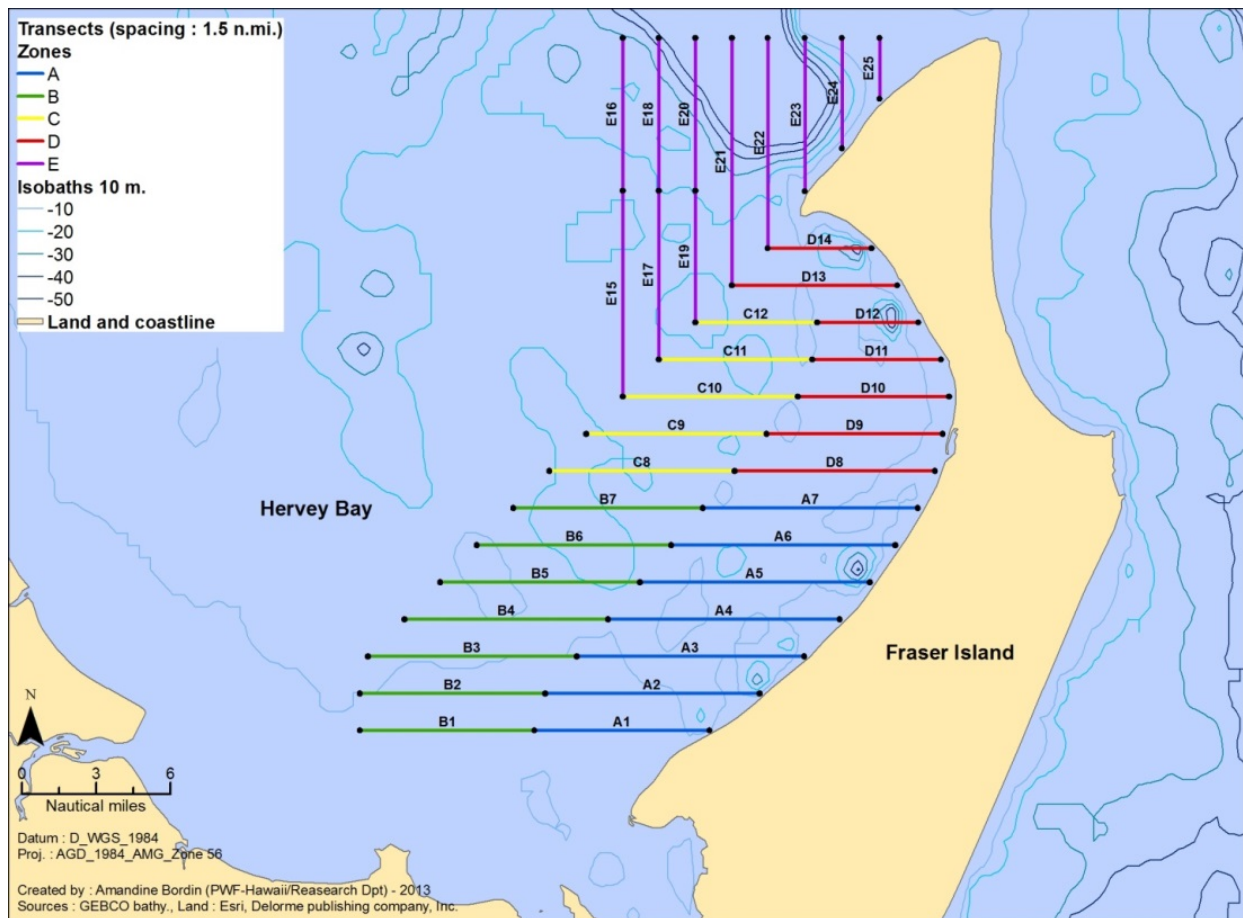 Transects (spacing : 1.5 n.mi.)
Zones
A
B
C
D
E
Isobaths 10 m.
-10
-20
-30
-40
-50
Land and coastline
E16
E18
E20
E21
E22
E23
E24
E25
E15
E17
E19
D14
D13
C12 D12
C11 D11
C10 D10
C9 D9
C8 D8
B7 A7
B6 A6
B5 A5
B4 A4
B3 A3
B2 A2
B1 A1
Hervey Bay
Fraser Island
N
0 3 6
Nautical miles
Datum : D_WGS_1984
Proj. : AGD_1984_AMG_Zone 56
Created by : Amandine Bordin (PWF-Hawaii/Reasearch Dpt) - 2013
Sources : GEBCO bathy., Land : Esri, Delorme publishing company, Inc.